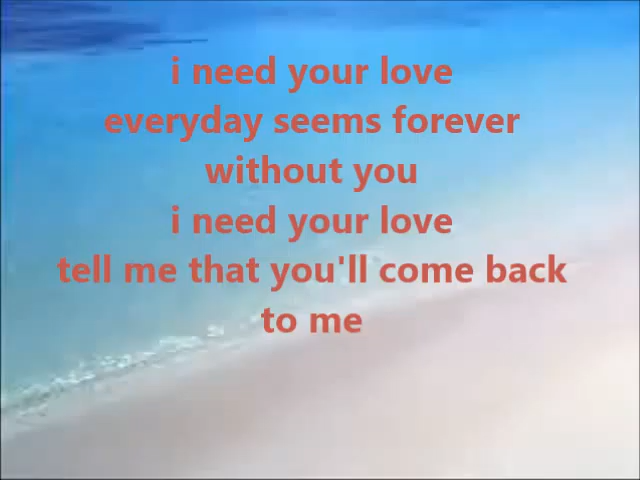 i need your love
everyday seems forever
without you
i need your love
tell me that you'll come back
to me